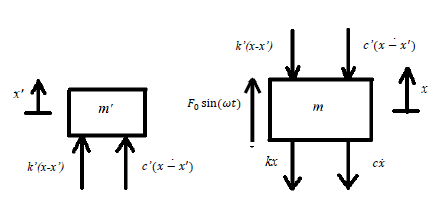 x'
m'
k'(x-x')
c'(x ∸ x')
k'(x-x')
c'(x ∸ x')
F₀ sin(ωt)
m
x
kx
cẋ